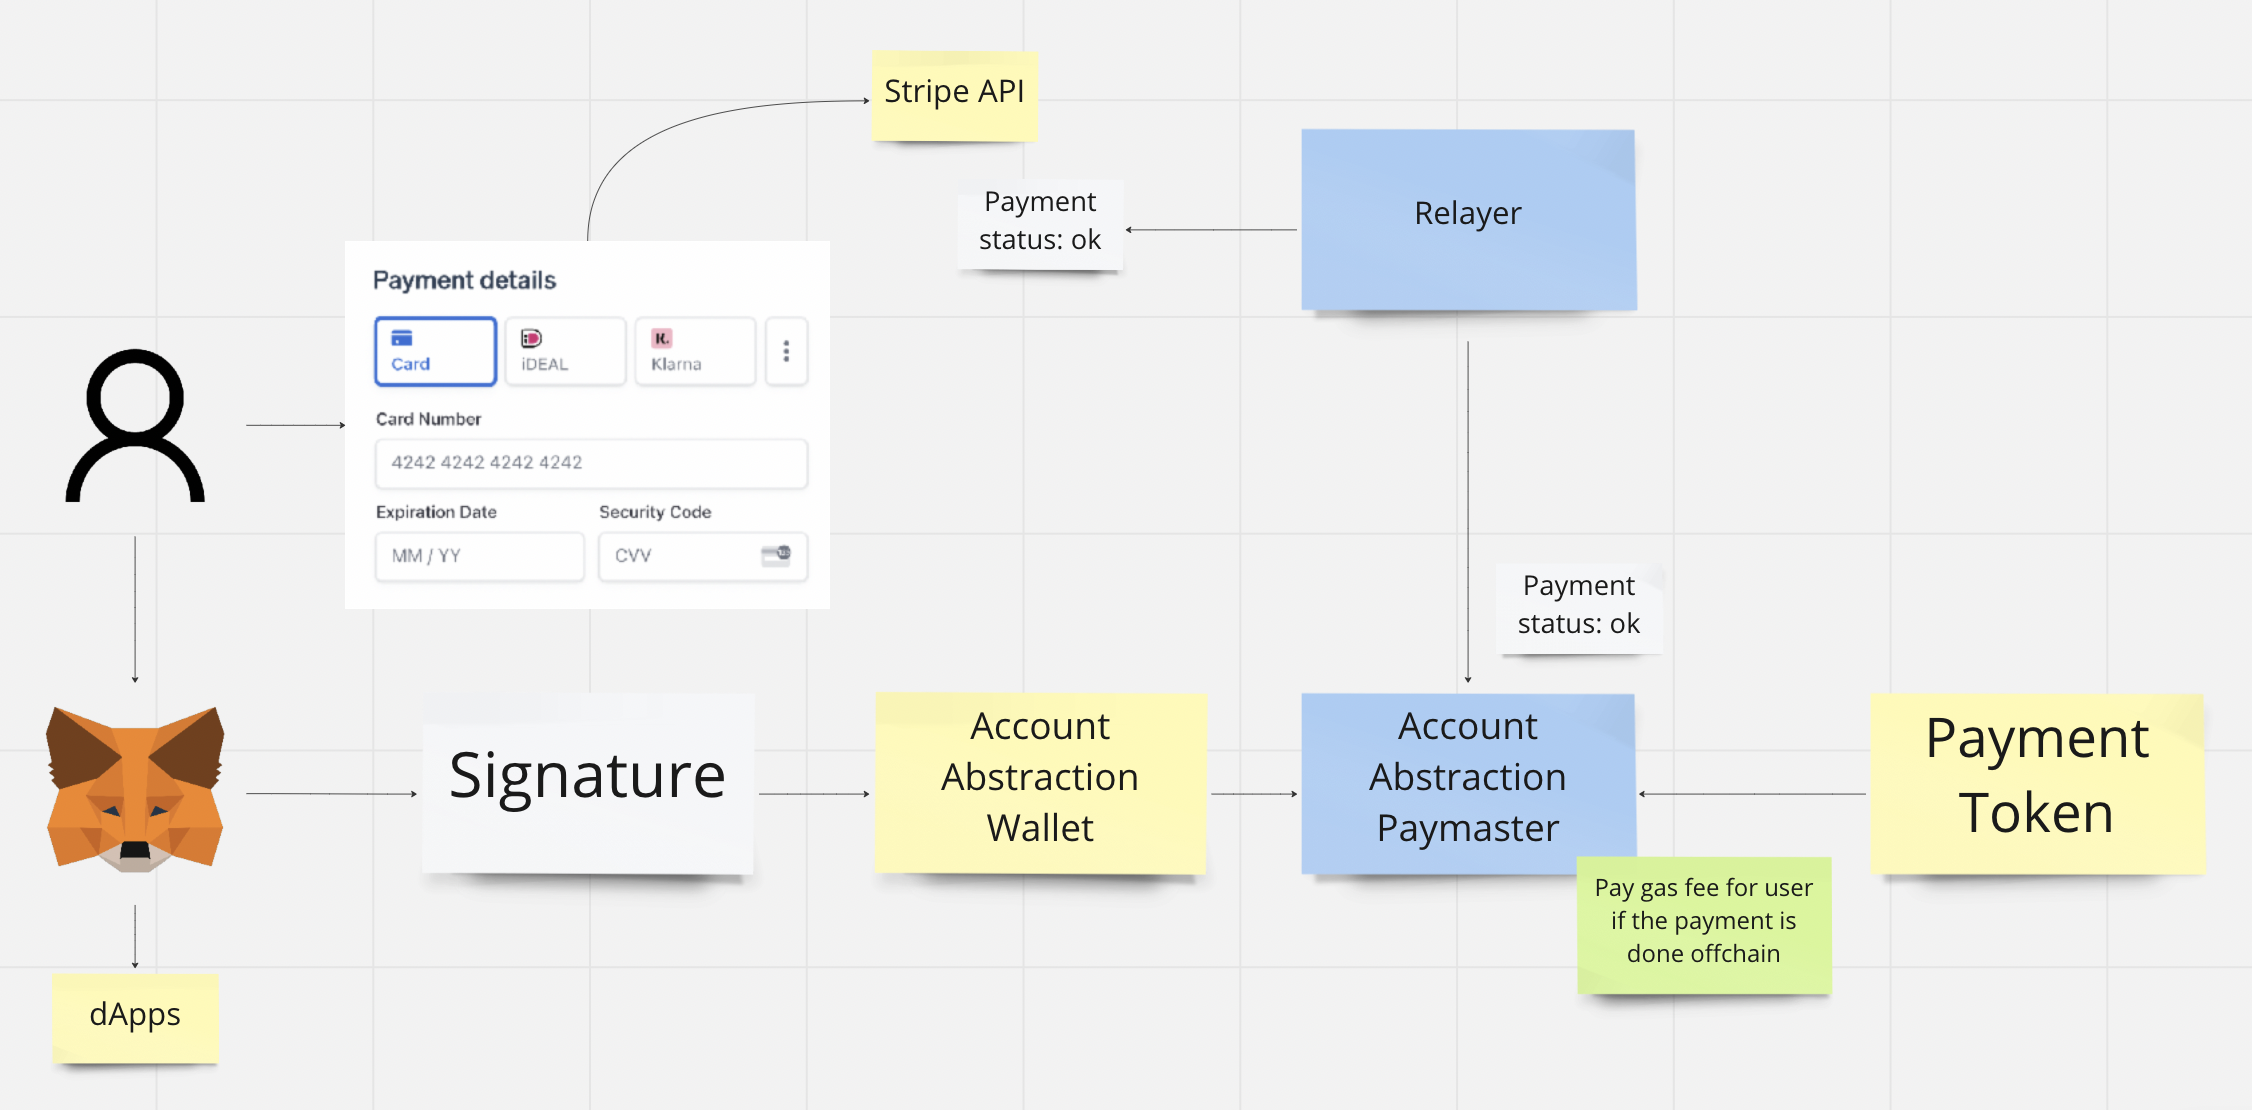 Stripe API
Payment
status: ok
Relayer
Payment details
Card
iDEAL
K.
Klarna
Card Number
4242 4242 4242 4242
Expiration Date
Security Code
MM / YY
CVV
Payment
status: ok
Signature
Account
Abstraction
Wallet
Account
Abstraction
Paymaster
Payment
Token
Pay gas fee for user
if the payment is
done offchain
dApps